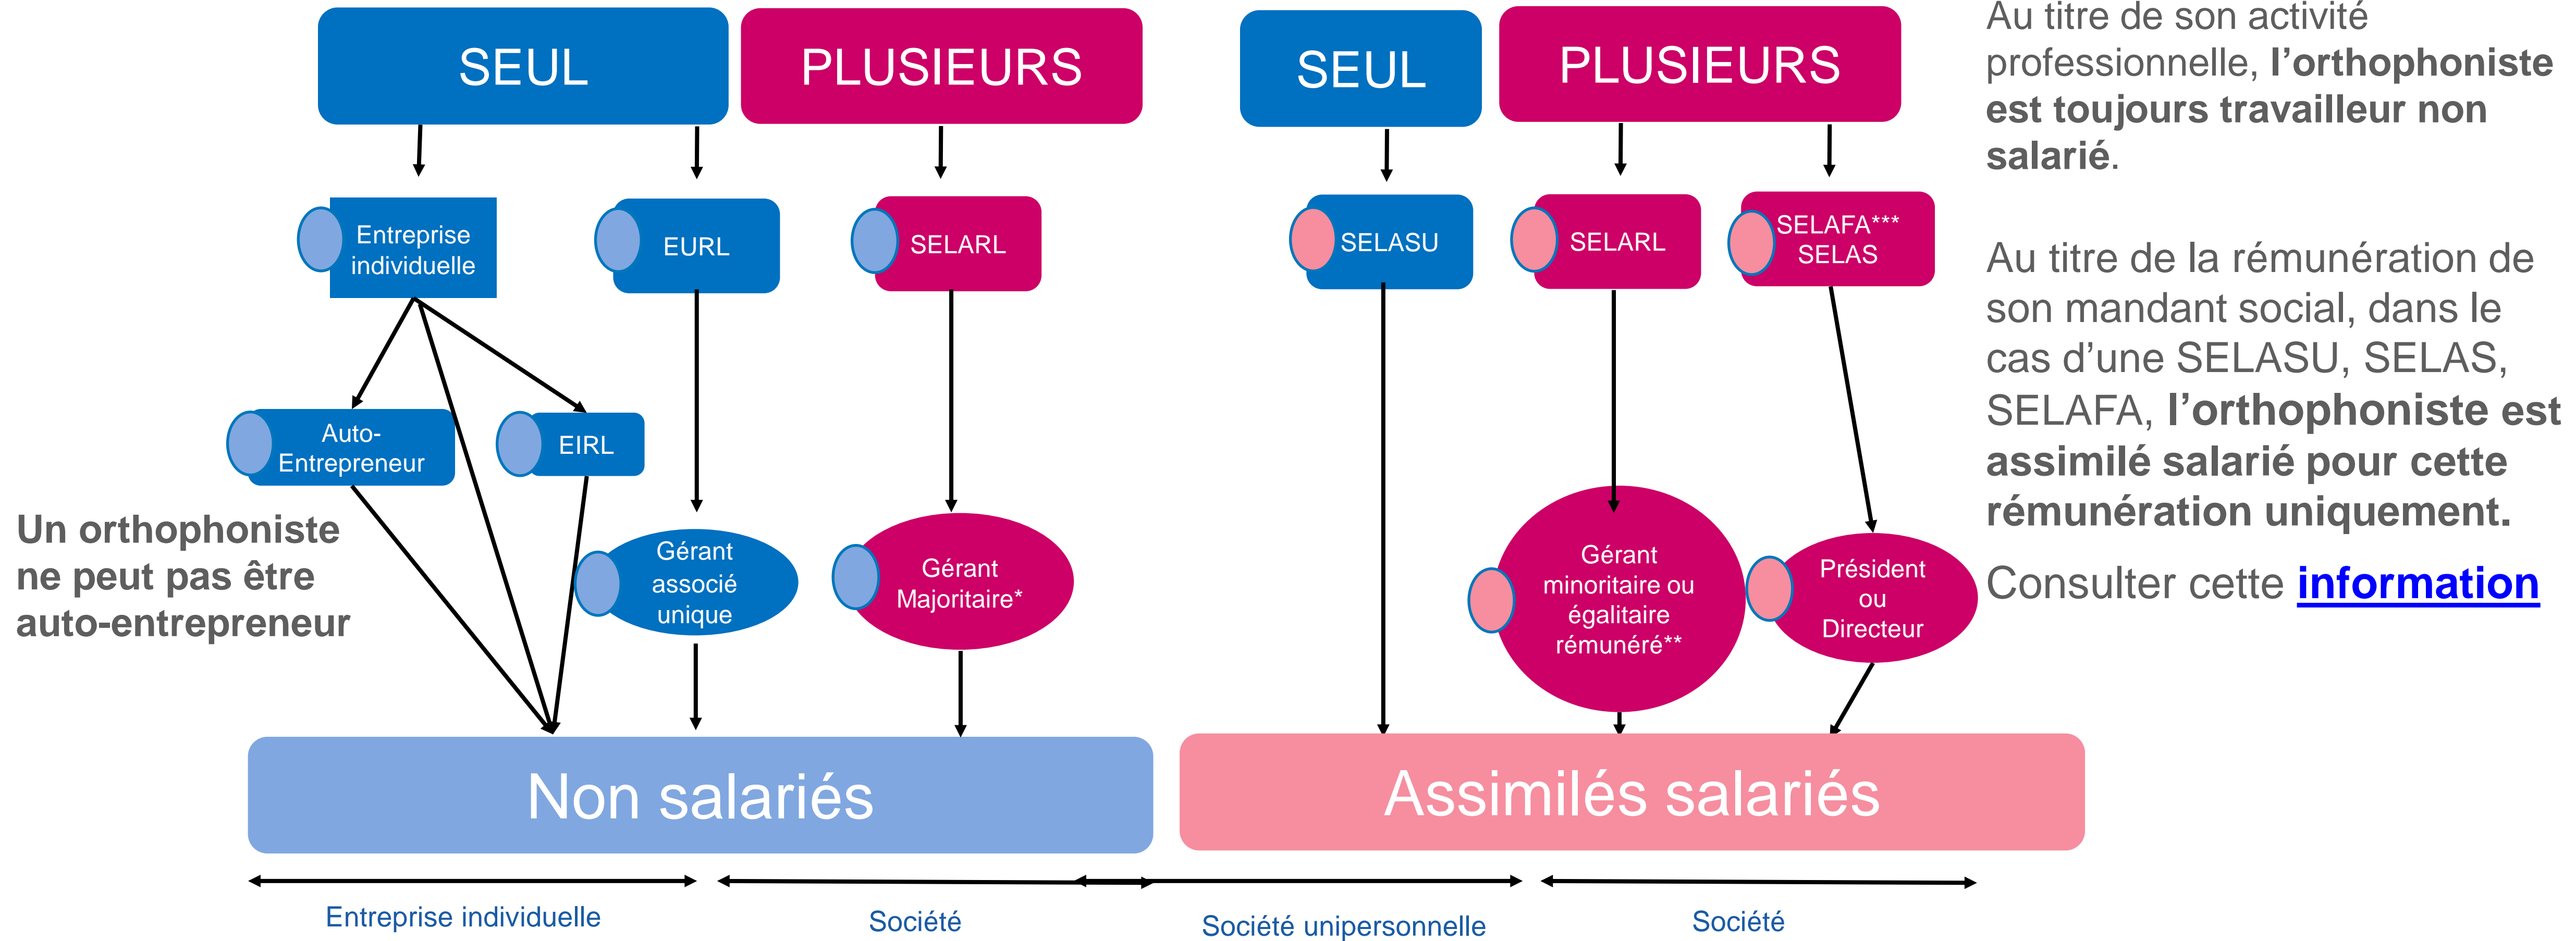 SEUL
PLUSIEURS
SEUL
PLUSIEURS
Entreprise
individuelle
EURL
SELARL
SELASU
SELARL
SELAFA***
SELAS
Auto-
Entrepreneur
EIRL
Un orthophoniste
ne peut pas être
auto-entrepreneur
Gérant
associé
unique
Gérant
Majoritaire*
Gérant
minoritaire ou
égalitaire
rémunéré**
Président
ou
Directeur
Non salariés
Assimilés salariés
Entreprise individuelle
Société
Société unipersonnelle
Société
Au titre de son activité
professionnelle, l’orthophoniste
est toujours travailleur non
salarié.
Au titre de la rémunération de
son mandant social, dans le
cas d’une SELASU, SELAS,
SELAFA, l’orthophoniste est
assimilé salarié pour cette
rémunération uniquement.
Consulter cette information